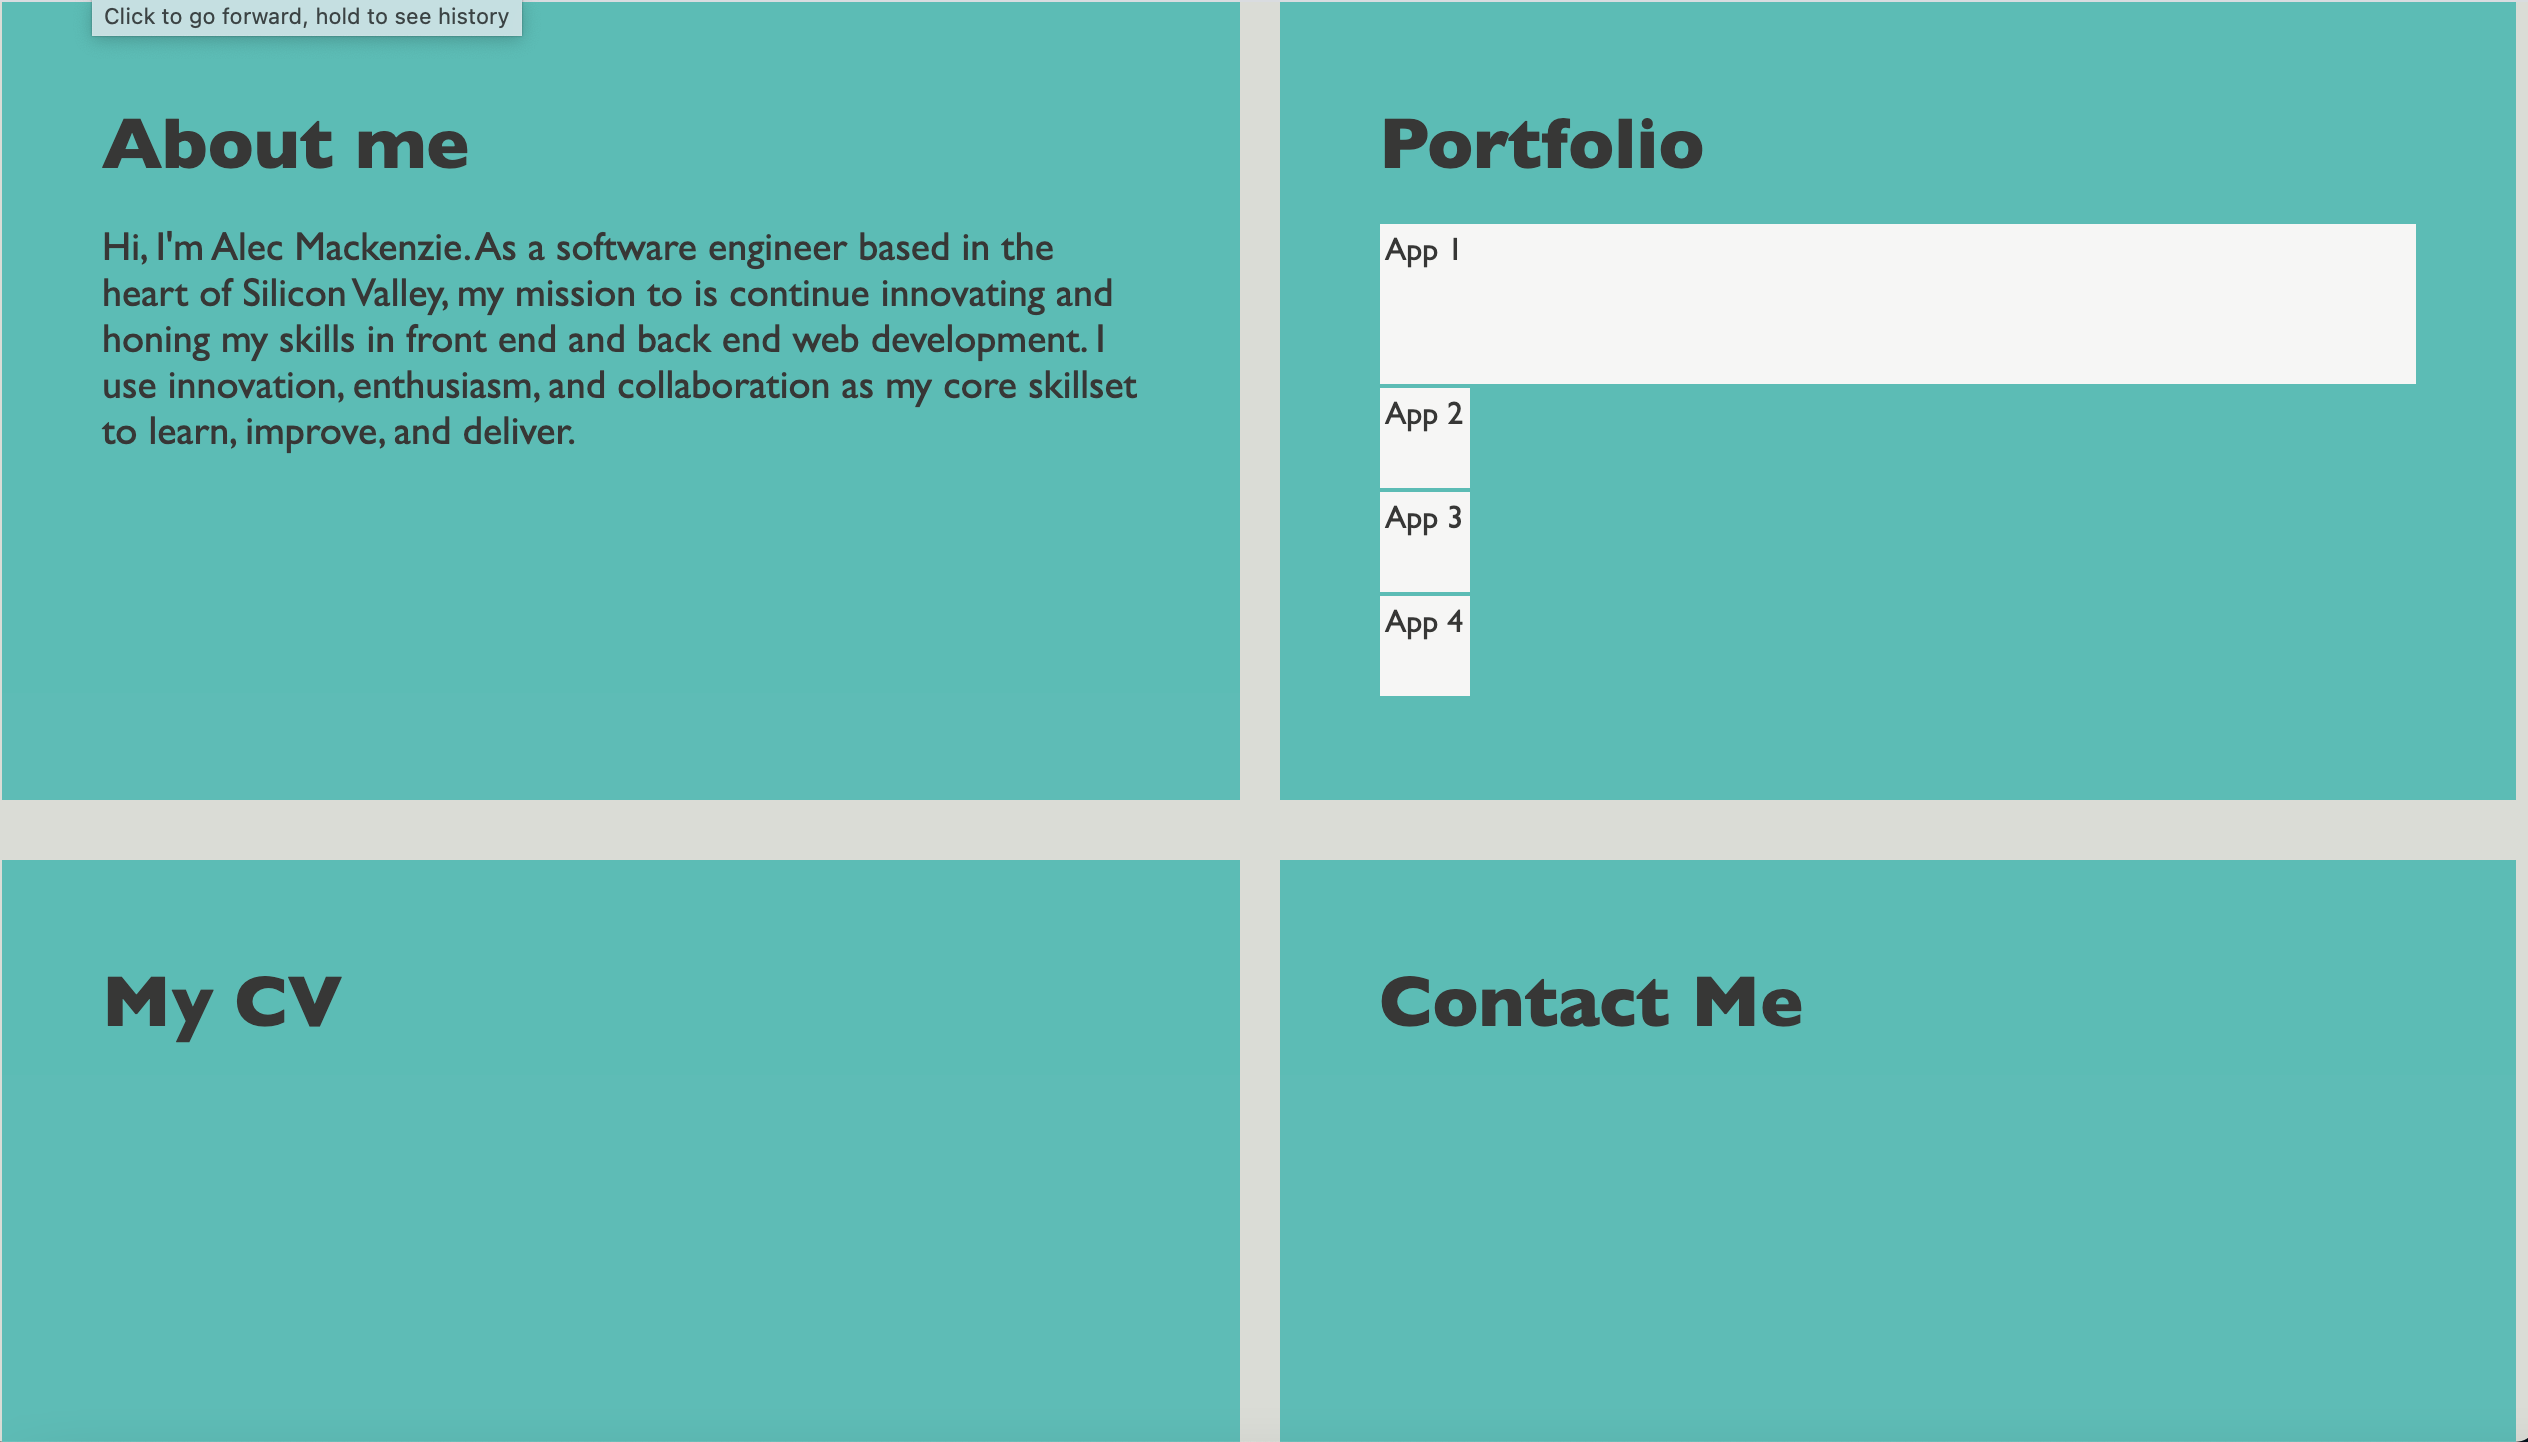 Click to go forward, hold to see history
About me
Hi, I'm Alec Mackenzie. As a software engineer based in the
heart of Silicon Valley, my mission to is continue innovating and
honing my skills in front end and back end web development. I
use innovation, enthusiasm, and collaboration as my core skillset
to learn, improve, and deliver.
Portfolio
App 1
App 2
App 3
App 4
My CV
Contact Me